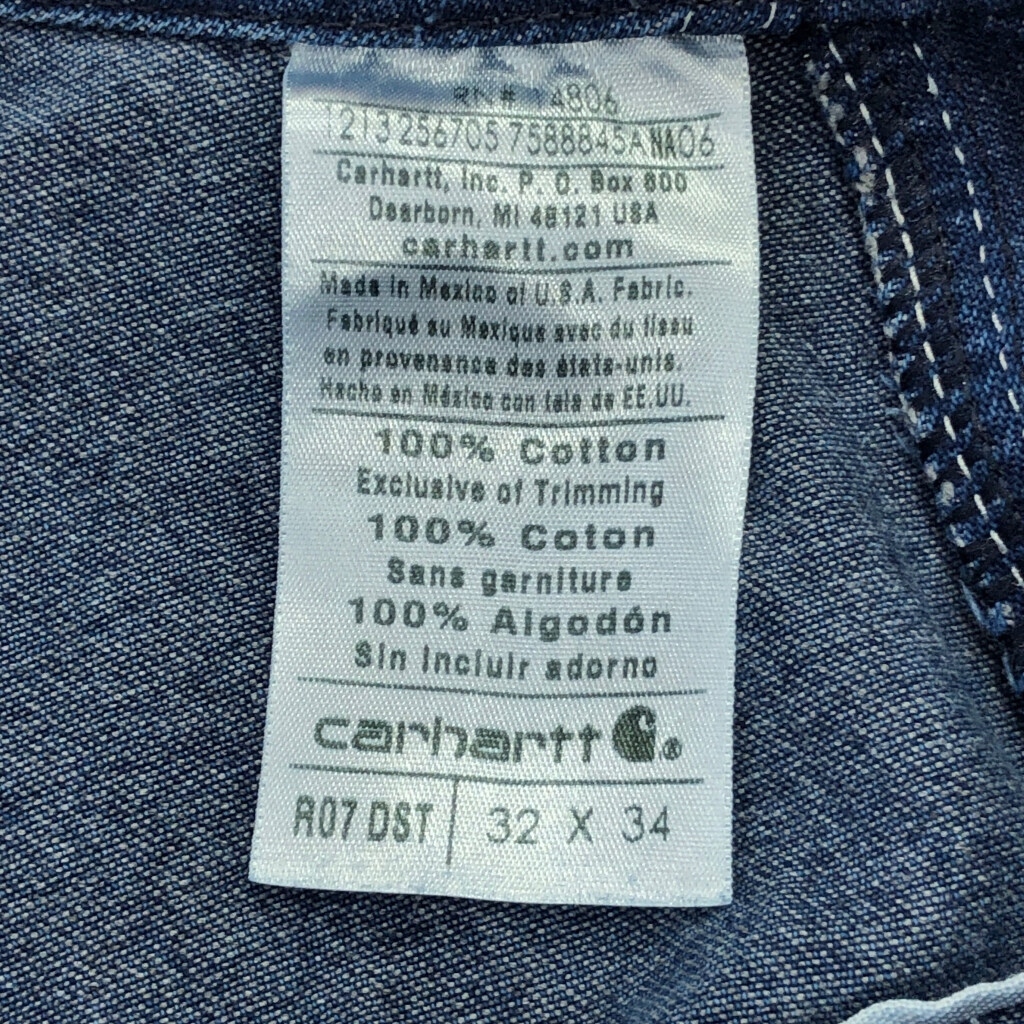 RN# 14806
1213256705 7588845A NA06
Carhartt, Inc. P. O. Box 600
Dearborn, MI 48121 USA
carhartt.com
Made in Mexico of U.S.A. Fabric.
Fabriqué au Mexique avec du tissu
en provenance des états-unis.
Hecho en México con tela de EE.UU.
100% Cotton
Exclusive of Trimming
100% Coton
Sans garniture
100% Algodón
Sin incluir adorno
carhartt ®
R07 DST 32 X 34